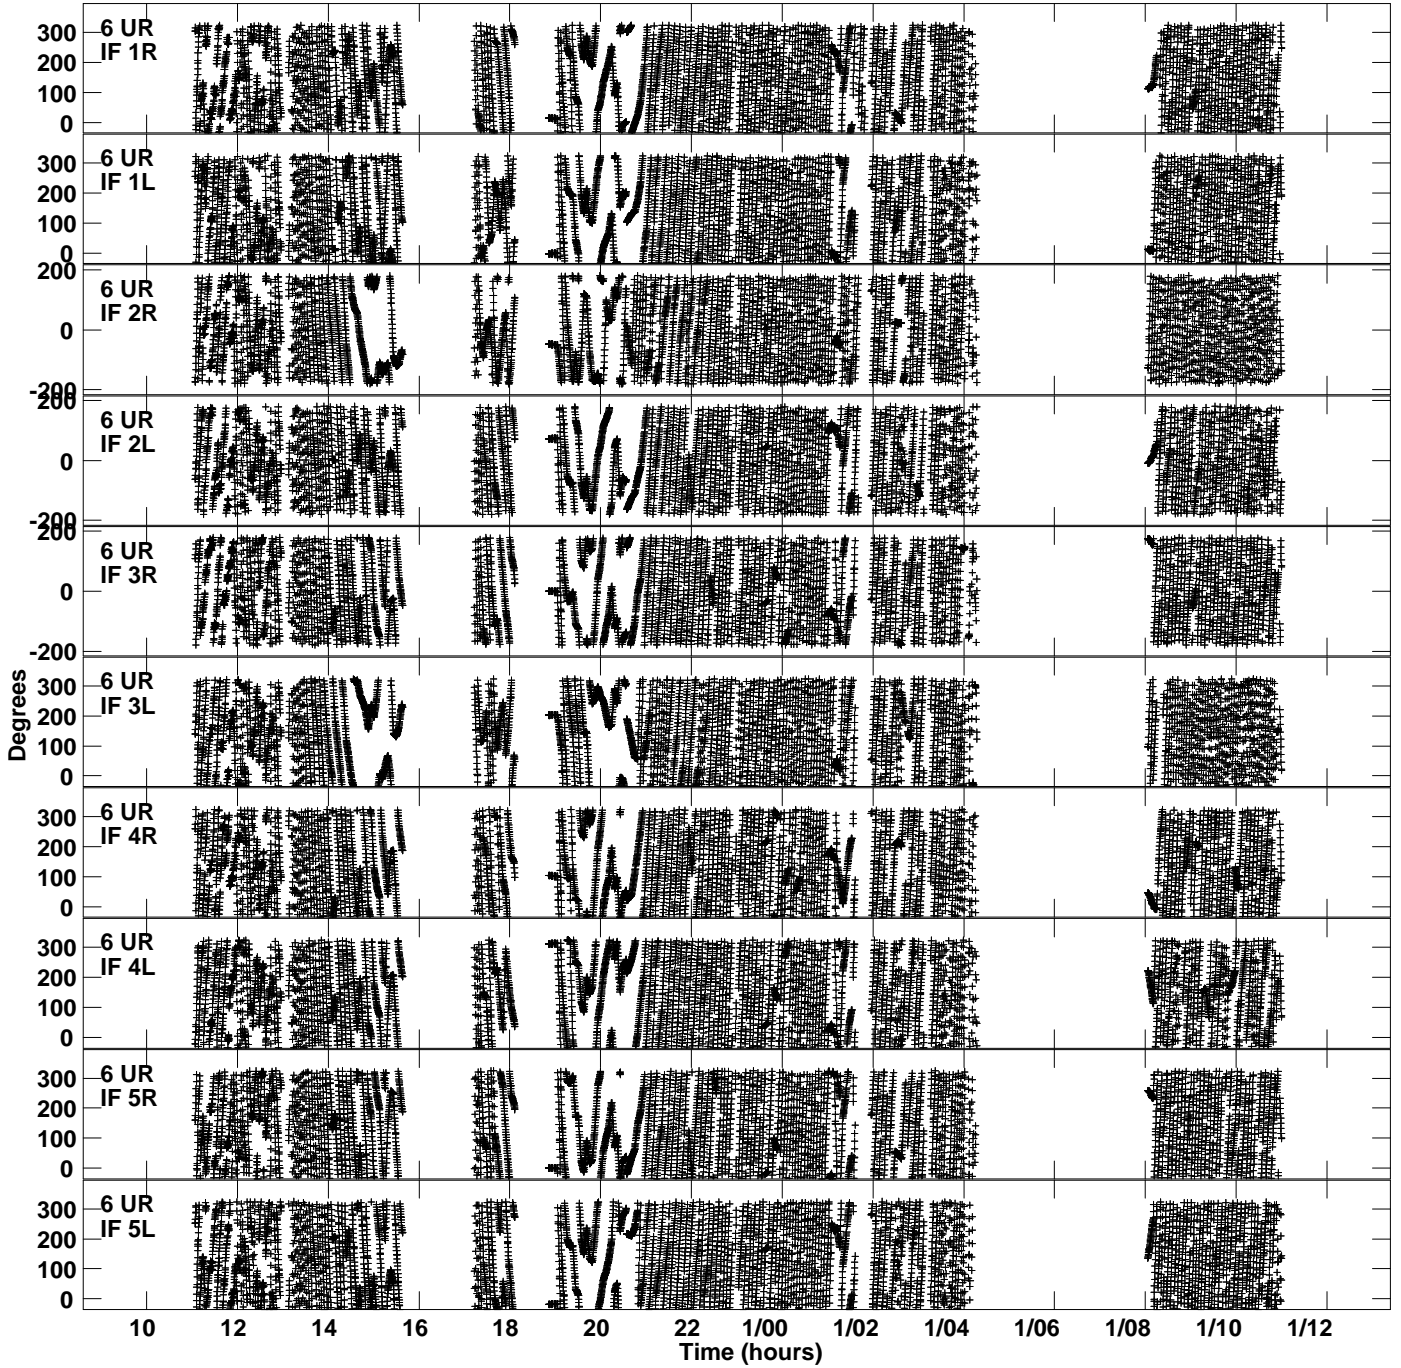 6 UR
IF 1R
300
200
100
0
6 UR
IF 1L
300
200
100
0
6 UR
IF 2R
200
0
-200
6 UR
IF 2L
200
0
-200
6 UR
IF 3R
200
0
-200
6 UR
IF 3L
300
200
100
0
6 UR
IF 4R
300
200
100
0
6 UR
IF 4L
300
200
100
0
6 UR
IF 5R
300
200
100
0
6 UR
IF 5L
300
200
100
0
Degrees
10 12 14 16 18 20 22 1/00 1/02 1/04 1/06 1/08 1/10 1/12
Time (hours)